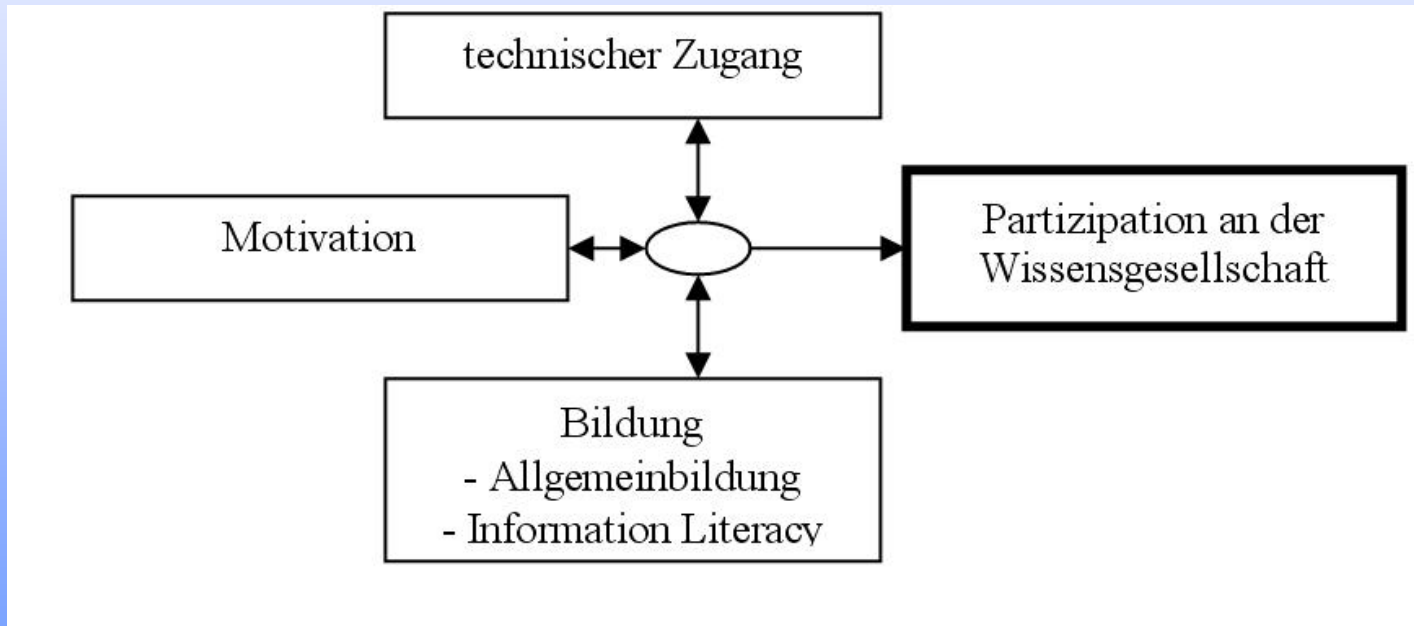 technischer Zugang
Motivation
Partizipation an der
Wissensgesellschaft
Bildung
- Allgemeinbildung
- Information Literacy